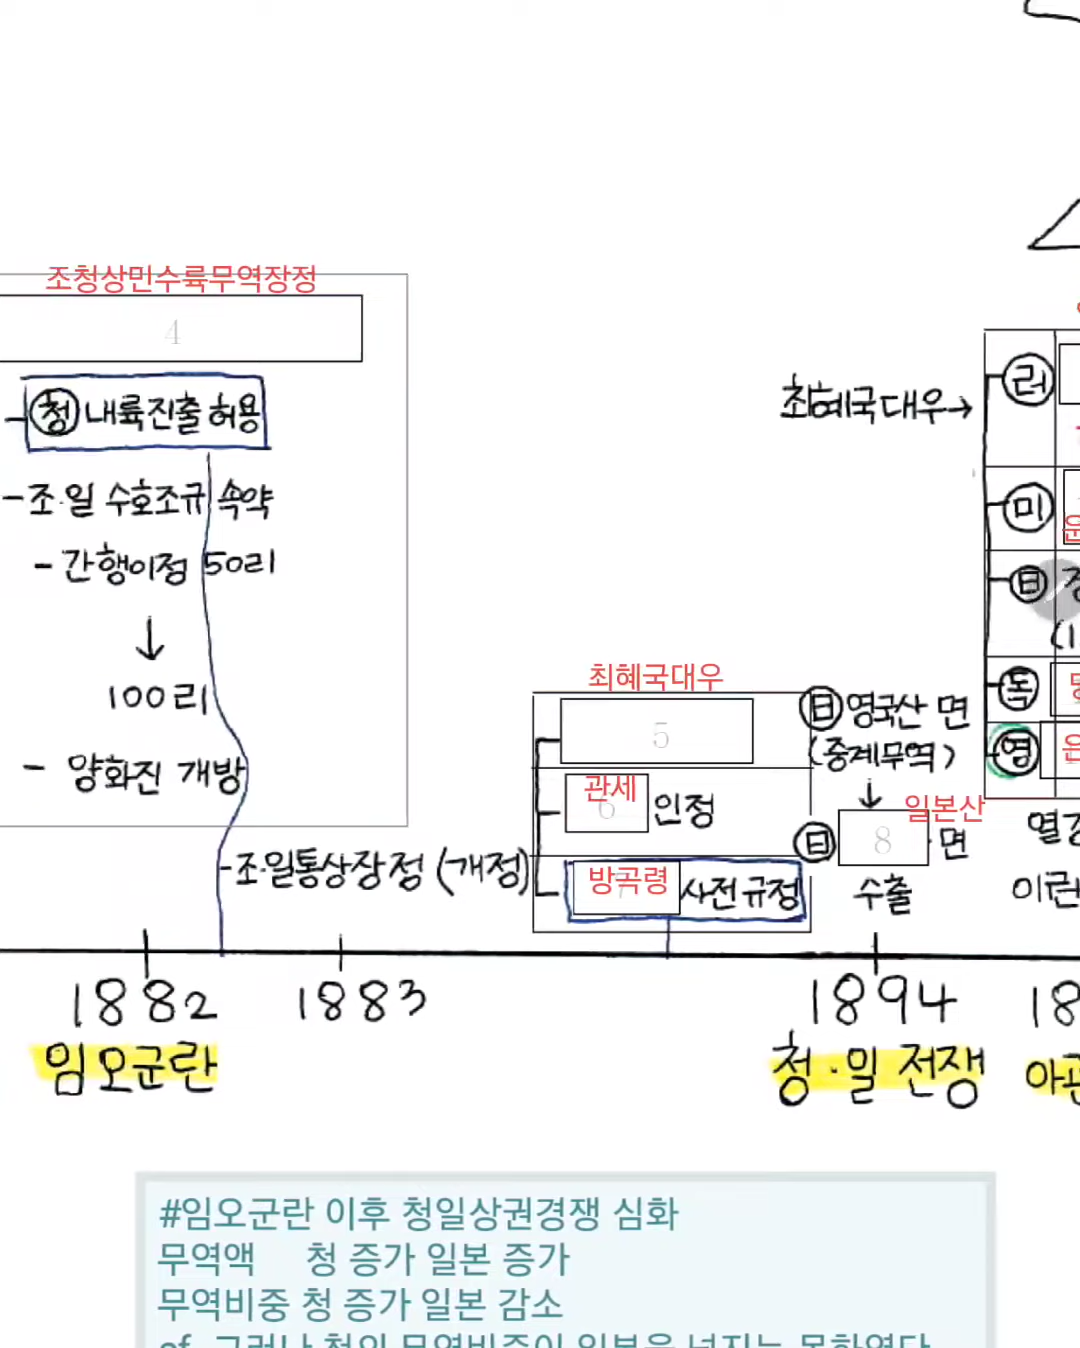 조청상민수륙무역장정
4
청 내륙진출 허용
-조·일 수호조규 속약
- 간행이정 50리
↓
100리
- 양화진 개방
-조·일통상장정 (개정)
최혜국대우
5
관세
6
인정
방곡령
사전규정
日 영국산 면
(중계무역)
↓
日
일본산
8
면
수출
최혜국대우→
러
미
日
독
영
1882
임오군란
1883
1894
청·일 전쟁
18
#임오군란 이후 청일상권경쟁 심화
무역액 청 증가 일본 증가
무역비중 청 증가 일본 감소